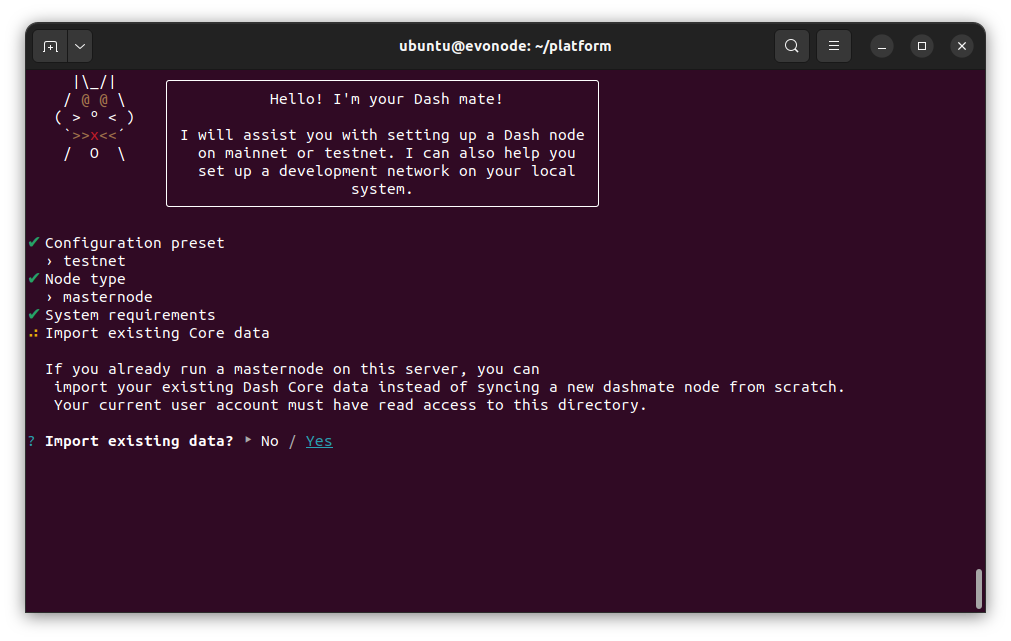 ubuntu@evonode: ~/platform
|\_/|
/ @ @ \
( > º < )
`>>x<<´
/  O  \
Hello! I'm your Dash mate!
I will assist you with setting up a Dash node
on mainnet or testnet. I can also help you
set up a development network on your local
system.
✔ Configuration preset
› testnet
✔ Node type
› masternode
✔ System requirements
⠴ Import existing Core data
If you already run a masternode on this server, you can
import your existing Dash Core data instead of syncing a new dashmate node from scratch.
Your current user account must have read access to this directory.
? Import existing data? ‣ No / Yes